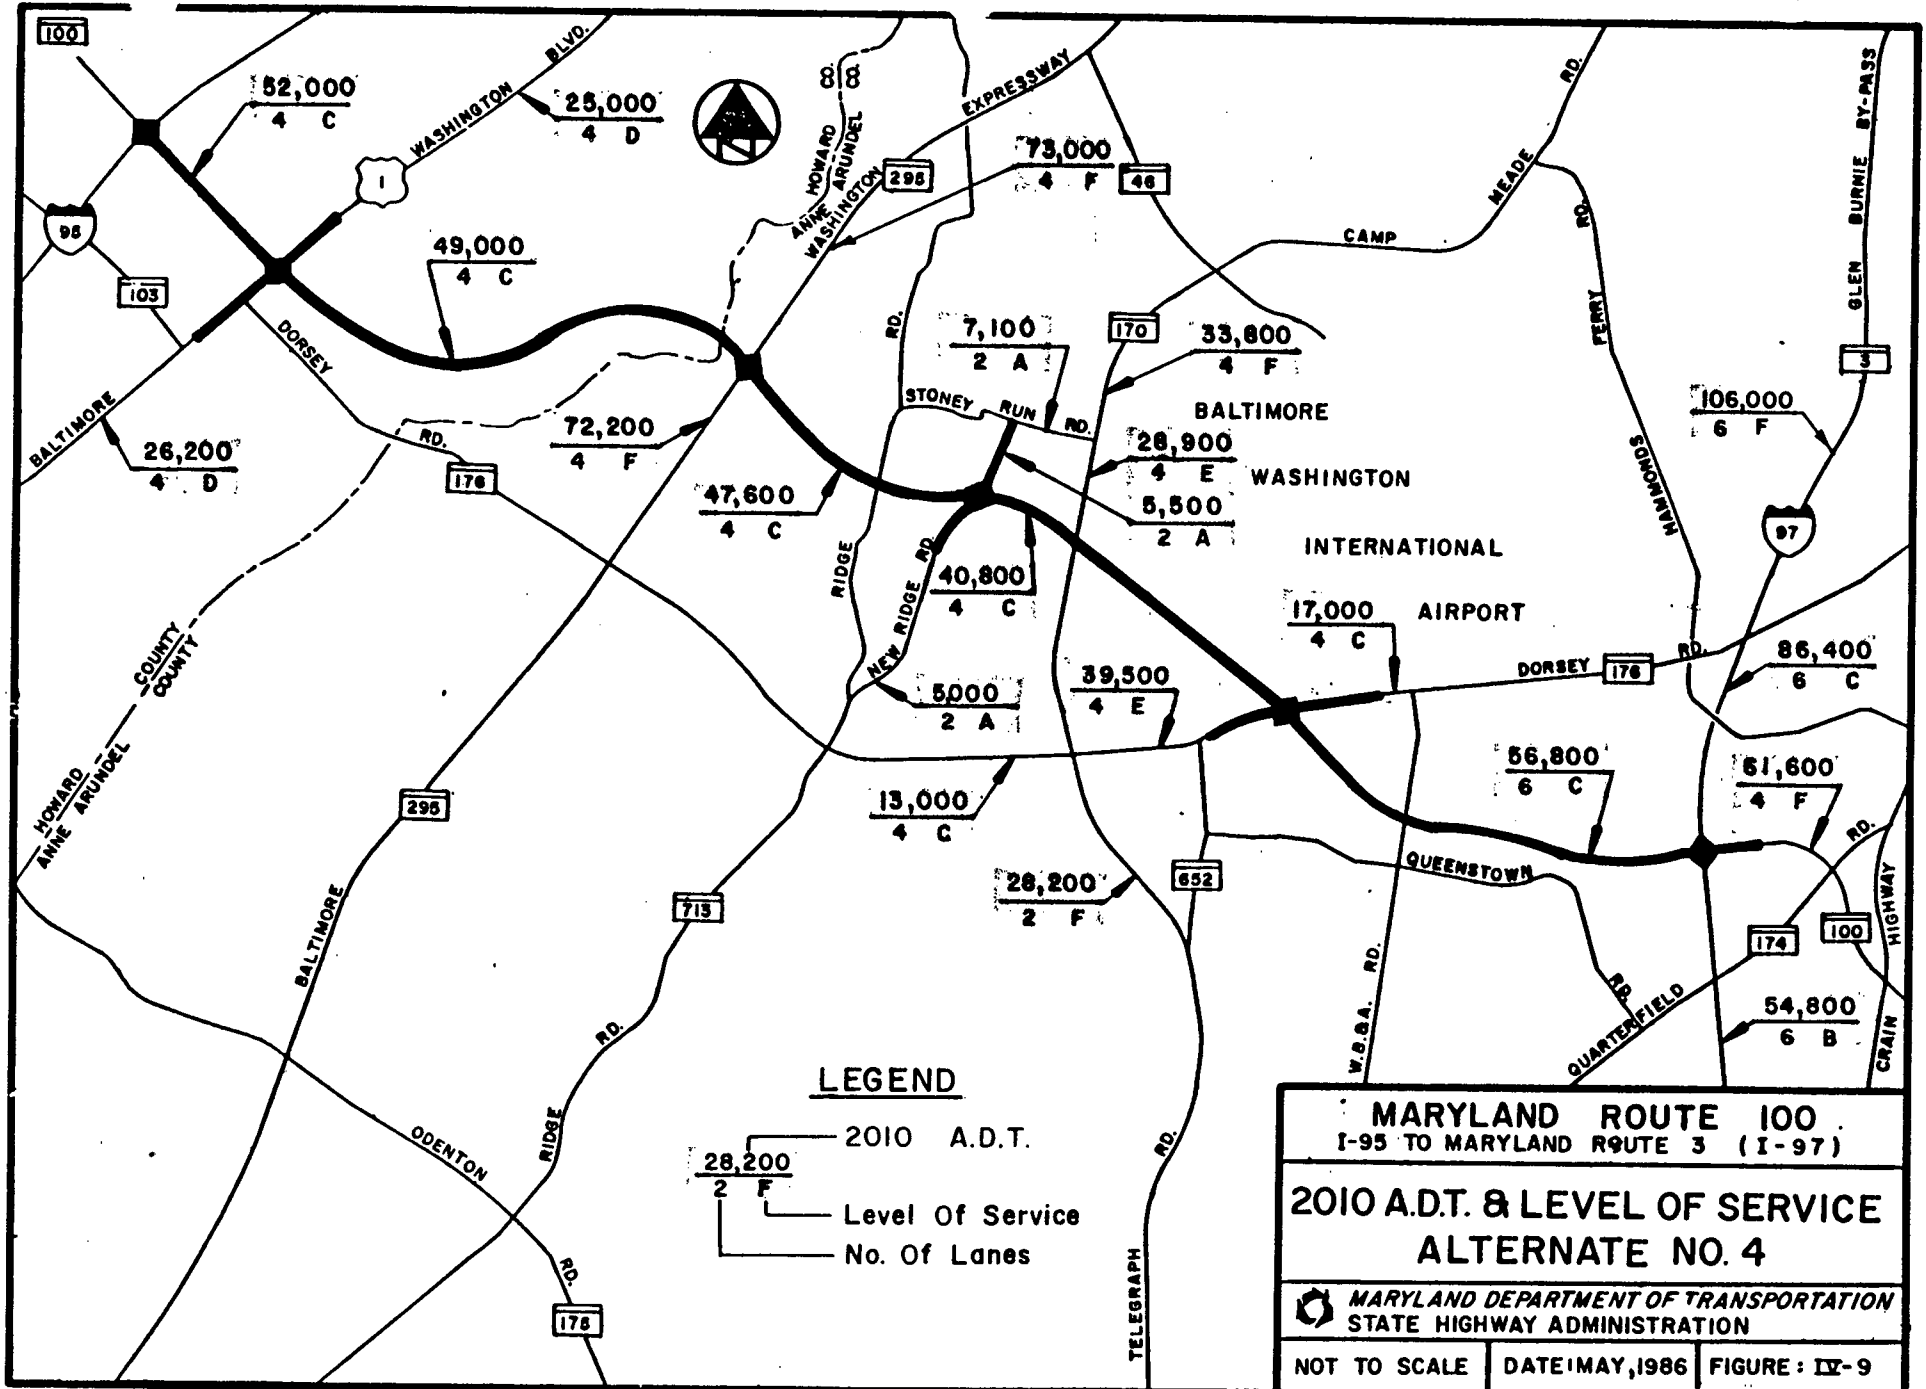 100
52,000
4 C
WASHINGTON BLVD.
25,000
4 D
1
HOWARD
ANNE ARUNDEL
WASHINGTON EXPRESSWAY
295
73,000
4 F
46
MEADE RD.
GLEN BURNIE BY-PASS
95
103
49,000
4 C
CAMP
FERRY RD.
HAMMONDS
3
DORSEY
RD.
176
BALTIMORE
26,200
4 D
72,200
4 F
RD.
7,100
2 A
170
33,800
4 F
STONEY RUN RD.
BALTIMORE
28,900
4 E
WASHINGTON
5,500
2 A
INTERNATIONAL
AIRPORT
106,000
6 F
97
47,600
4 C
RIDGE
NEW RIDGE RD.
40,800
4 C
17,000
4 C
DORSEY
176
RD.
86,400
6 C
COUNTY
COUNTY
HOWARD
ANNE ARUNDEL
5,000
2 A
39,500
4 E
56,800
6 C
61,600
4 F
RD.
295
13,000
4 C
QUEENSTOWN
RD.
652
28,200
2 F
713
BALTIMORE
174
100
CRAIN HIGHWAY
W.B.&A. RD.
QUARTERFIELD
54,800
6 B
RIDGE RD.
ODENTON
RD.
175
TELEGRAPH RD.
LEGEND
2010 A.D.T.
28,200
2 F
Level Of Service
No. Of Lanes
MARYLAND ROUTE 100
I-95 TO MARYLAND ROUTE 3 (I-97)
2010 A.D.T. & LEVEL OF SERVICE
ALTERNATE NO. 4
MARYLAND DEPARTMENT OF TRANSPORTATION
STATE HIGHWAY ADMINISTRATION
NOT TO SCALE
DATE: MAY, 1986
FIGURE: IV-9